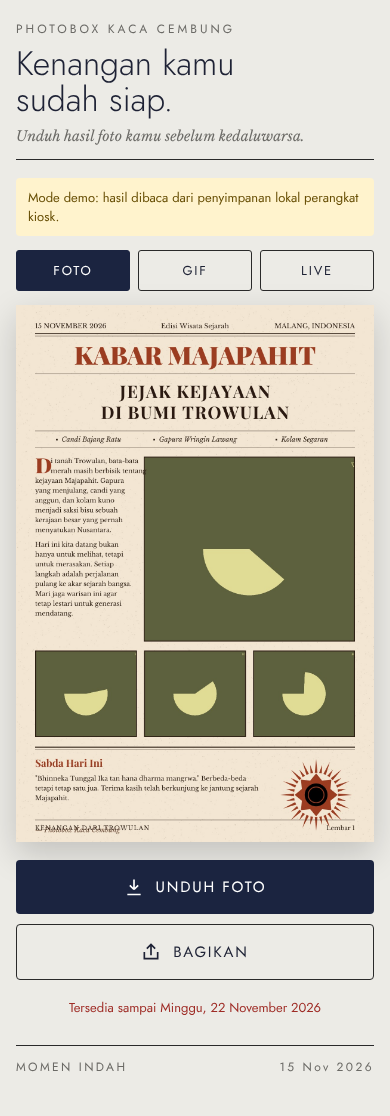 PHOTOBOX KACA CEMBUNG
Kenangan kamu
sudah siap.
Unduh hasil foto kamu sebelum kedaluwarsa.
Mode demo: hasil dibaca dari penyimpanan lokal perangkat
kiosk.
FOTO
GIF
LIVE
15 NOVEMBER 2026
Edisi Wisata Sejarah
MALANG, INDONESIA
KABAR MAJAPAHIT
JEJAK KEJAYAAN
DI BUMI TROWULAN
• Candi Bajang Ratu
• Gapura Wringin Lawang
• Kolam Segaran
Di tanah Trowulan, bata-bata
merah masih berbisik tentang
kejayaan Majapahit. Gapura
yang menjulang, candi yang
anggun, dan kolam kuno
menjadi saksi bisu sebuah
kerajaan besar yang pernah
menyatukan Nusantara.
Hari ini kita datang bukan
hanya untuk melihat, tetapi
untuk merasakan. Setiap
langkah adalah perjalanan
pulang ke akar sejarah bangsa.
Mari jaga warisan ini agar
tetap lestari untuk generasi
mendatang.
Sabda Hari Ini
"Bhinneka Tunggal Ika tan hana dharma mangrwa." Berbeda-beda
tetapi tetap satu jua. Terima kasih telah berkunjung ke jantung sejarah
Majapahit.
KENANGAN DARI TROWULAN
Photobox Kaca Cembung
Lembar 1
UNDUH FOTO
BAGIKAN
Tersedia sampai Minggu, 22 November 2026
MOMEN INDAH
15 Nov 2026